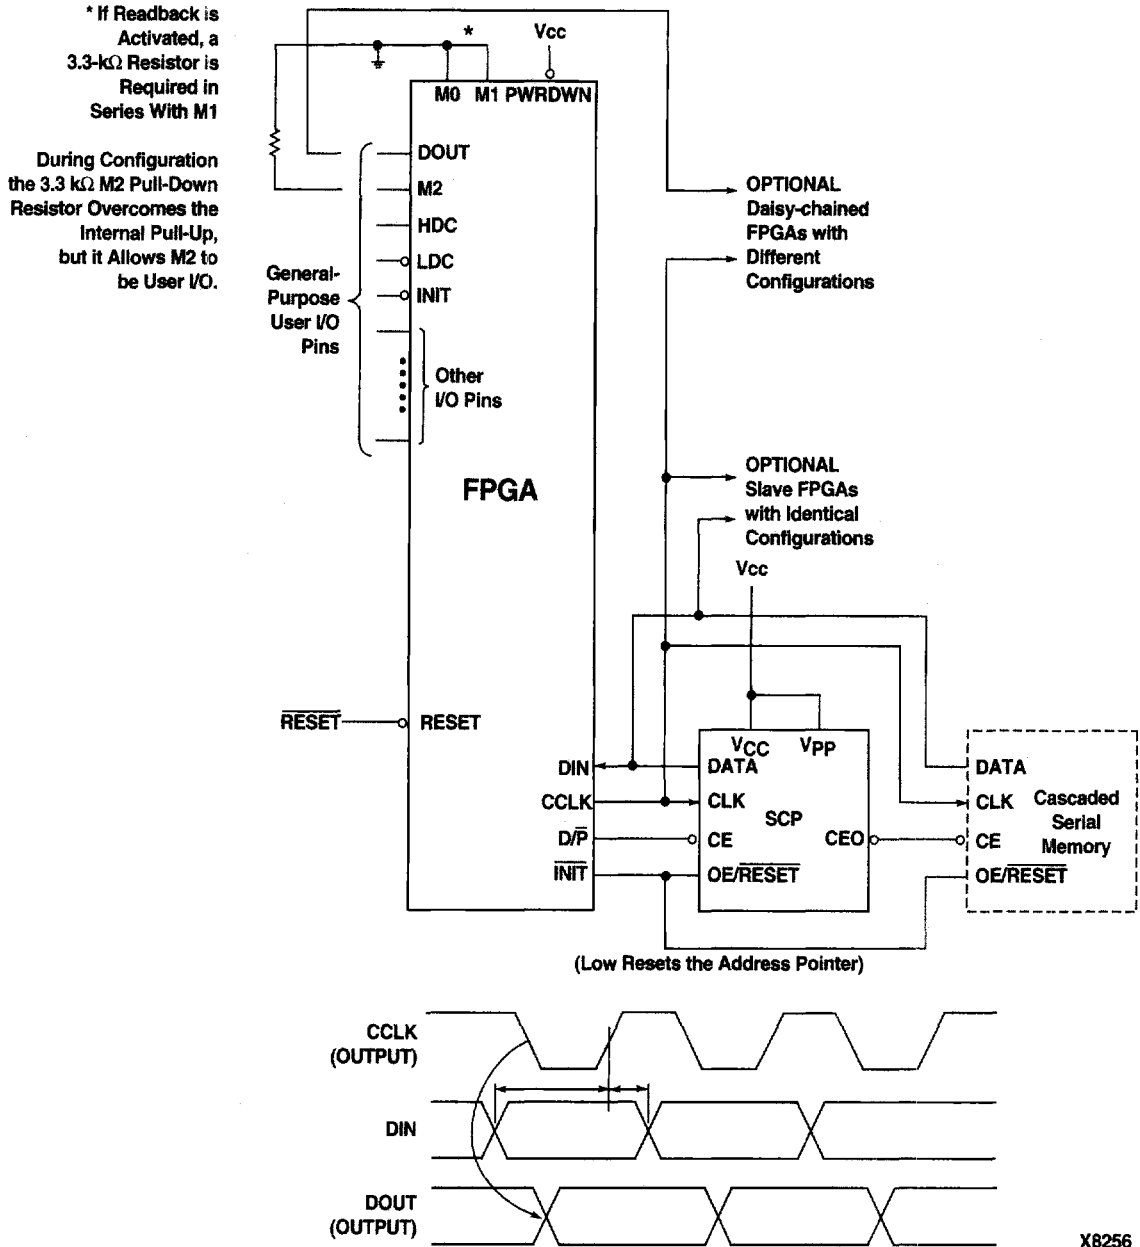 * If Readback is
Activated, a
3.3-kΩ Resistor is
Required in
Series With M1
During Configuration
the 3.3 kΩ M2 Pull-Down
Resistor Overcomes the
Internal Pull-Up,
but it Allows M2 to
be User I/O.
*
Vcc
M0 M1 PWRDWN
DOUT
M2
HDC
LDC
INIT
General-
Purpose
User I/O
Pins
Other
I/O Pins
FPGA
OPTIONAL
Daisy-chained
FPGAs with
Different
Configurations
OPTIONAL
Slave FPGAs
with Identical
Configurations
Vcc
RESET
RESET
DIN
CCLK
D/P
INIT
VCC VPP
DATA
CLK
SCP
CE
CEO
OE/RESET
DATA
CLK
Cascaded
Serial
Memory
CE
OE/RESET
(Low Resets the Address Pointer)
CCLK
(OUTPUT)
DIN
DOUT
(OUTPUT)
X8256